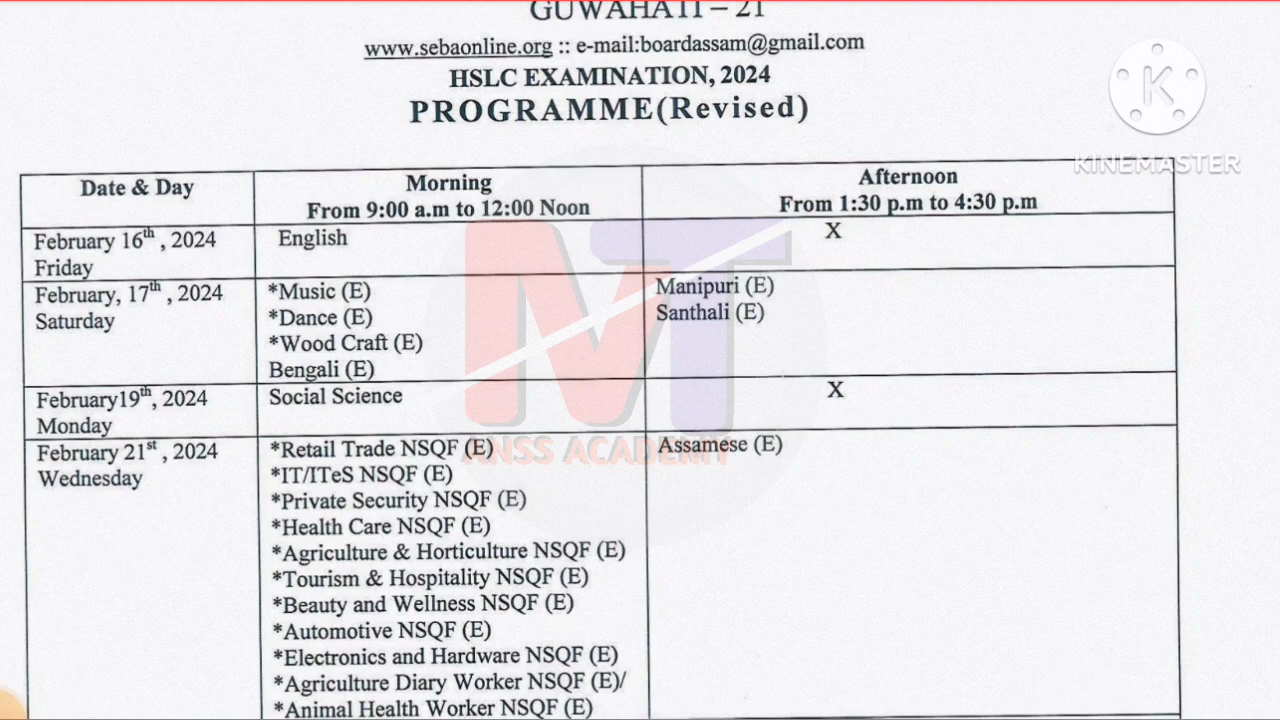 GUWAHATI – 21
www.sebaonline.org :: e-mail:boardassam@gmail.com
HSLC EXAMINATION, 2024
PROGRAMME(Revised)
K
KINEMASTER
Date & Day
Morning
From 9:00 a.m to 12:00 Noon
Afternoon
From 1:30 p.m to 4:30 p.m
February 16th , 2024
Friday
English
X
February, 17th , 2024
Saturday
*Music (E)
*Dance (E)
*Wood Craft (E)
Bengali (E)
Manipuri (E)
Santhali (E)
February19th, 2024
Monday
Social Science
X
February 21st , 2024
Wednesday
*Retail Trade NSQF (E)
*IT/ITeS NSQF (E)
*Private Security NSQF (E)
*Health Care NSQF (E)
*Agriculture & Horticulture NSQF (E)
*Tourism & Hospitality NSQF (E)
*Beauty and Wellness NSQF (E)
*Automotive NSQF (E)
*Electronics and Hardware NSQF (E)
*Agriculture Diary Worker NSQF (E)/
*Animal Health Worker NSQF (E)
Assamese (E)
MT
ANSS ACADEMY